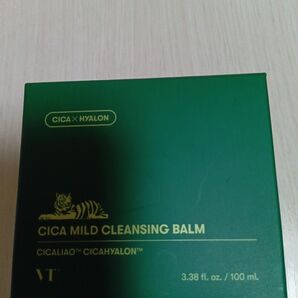 CICA×HYALON
CICA MILD CLEANSING BALM
CICALIAO™ CICAHYALON™
VT 3.38 fl. oz. / 100 ml.